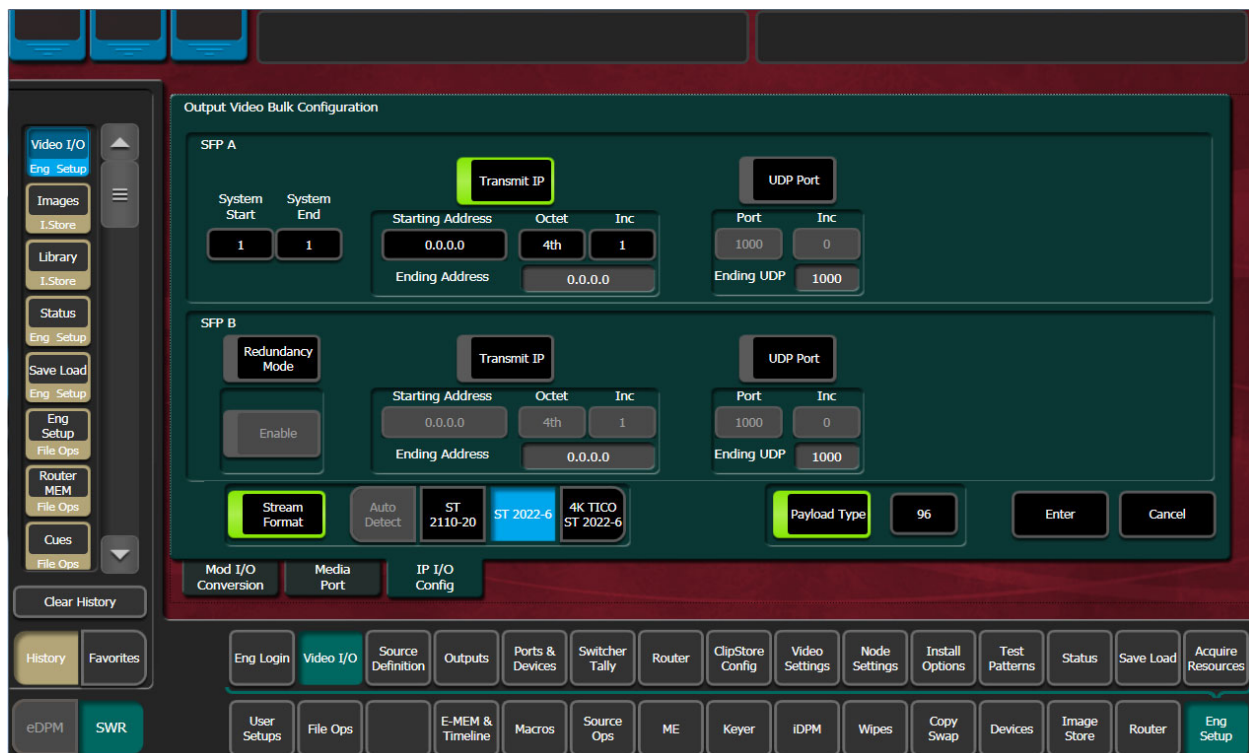 Output Video Bulk Configuration
SFP A
Transmit IP
UDP Port
System Start
System End
Starting Address
Octet
Inc
Port
Inc
1
1
0.0.0.0
4th
1
1000
0
Ending Address
0.0.0.0
Ending UDP
1000
SFP B
Redundancy
Mode
Transmit IP
UDP Port
Starting Address
Octet
Inc
Port
Inc
Enable
0.0.0.0
4th
1
1000
0
Ending Address
0.0.0.0
Ending UDP
1000
Stream
Format
Auto
Detect
ST
2110-20
ST 2022-6
4K TICO
ST 2022-6
Payload Type
96
Enter
Cancel
Mod I/O
Conversion
Media
Port
IP I/O
Config
Video I/O
Eng Setup
Images
I.Store
Library
I.Store
Status
Eng Setup
Save Load
Eng Setup
Eng
Setup
File Ops
Router
MEM
File Ops
Cues
File Ops
Clear History
History
Favorites
Eng Login
Video I/O
Source
Definition
Outputs
Ports &
Devices
Switcher
Tally
Router
ClipStore
Config
Video
Settings
Node
Settings
Install
Options
Test
Patterns
Status
Save Load
Acquire
Resources
eDPM
SWR
User
Setups
File Ops
E-MEM &
Timeline
Macros
Source
Ops
ME
Keyer
iDPM
Wipes
Copy
Swap
Devices
Image
Store
Router
Eng
Setup